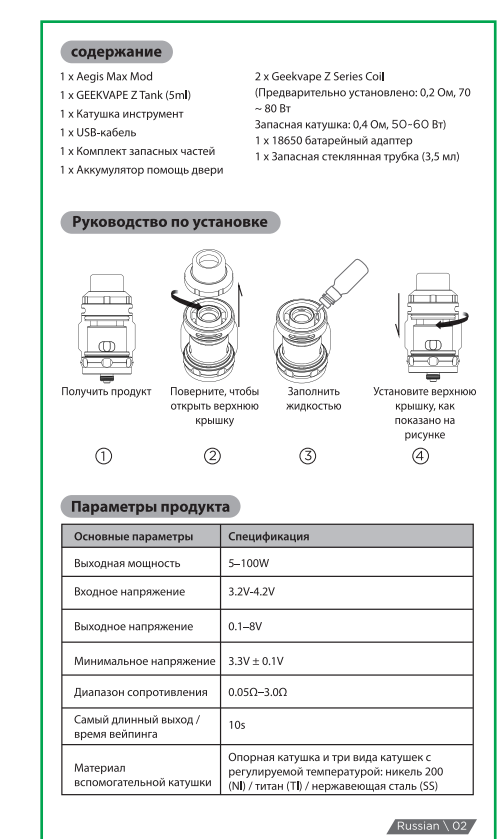 содержание
1 x Aegis Max Mod
1 x GEEKVAPE Z Tank (5ml)
1 x Катушка инструмент
1 x USB-кабель
1 x Комплект запасных частей
1 x Аккумулятор помощь двери
2 x Geekvape Z Series Coil
(Предварительно установлено: 0,2 Ом, 70
~ 80 Вт
Запасная катушка: 0,4 Ом, 50-60 Вт)
1 x 18650 батарейный адаптер
1 x Запасная стеклянная трубка (3,5 мл)
Руководство по установке
Получить продукт
①
Поверните, чтобы
открыть верхнюю
крышку
②
Заполнить
жидкостью
③
Установите верхнюю
крышку, как
показано на
рисунке
④
Параметры продукта
Основные параметры Спецификация
Выходная мощность 5–100W
Входное напряжение 3.2V-4.2V
Выходное напряжение 0.1–8V
Минимальное напряжение 3.3V ± 0.1V
Диапазон сопротивления 0.05Ω–3.0Ω
Самый длинный выход /
время вейпинга
10s
Материал
вспомогательной катушки
Опорная катушка и три вида катушек с
регулируемой температурой: никель 200
(NI) / титан (TI) / нержавеющая сталь (SS)
Russian \ 02